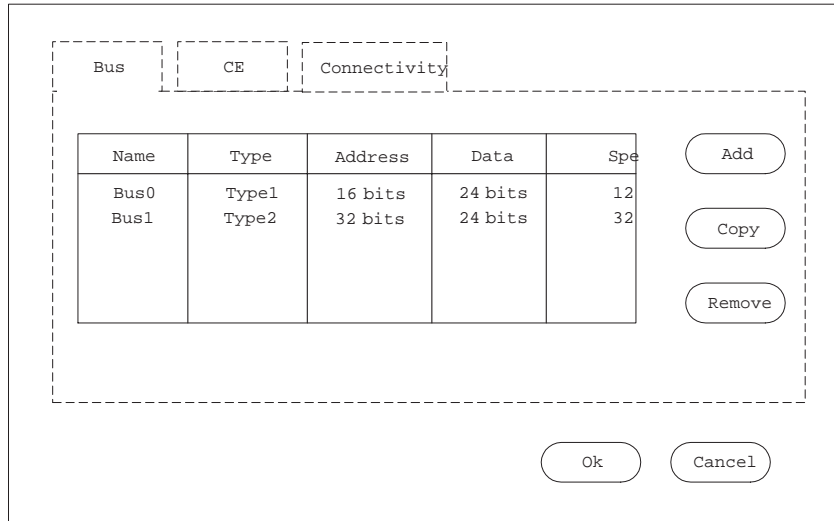 Bus CE Connectivity
Name Type Address Data Spe Add
Bus0 Type1 16 bits 24 bits 12
Bus1 Type2 32 bits 24 bits 32
Copy
Remove
Ok Cancel